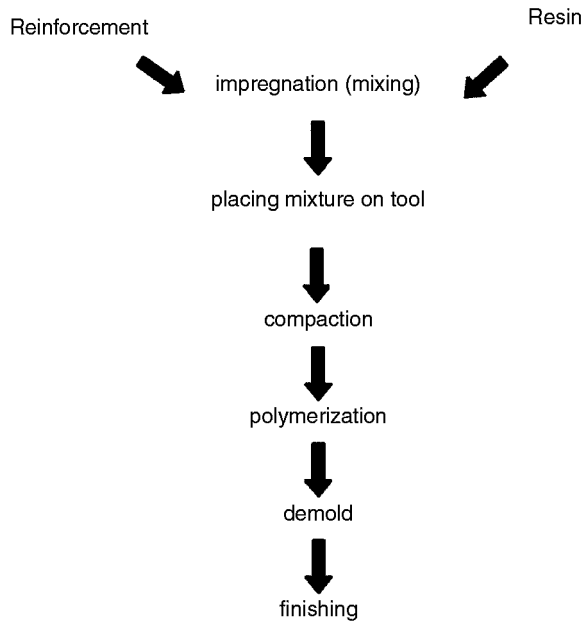 Reinforcement
Resin
impregnation (mixing)
placing mixture on tool
compaction
polymerization
demold
finishing